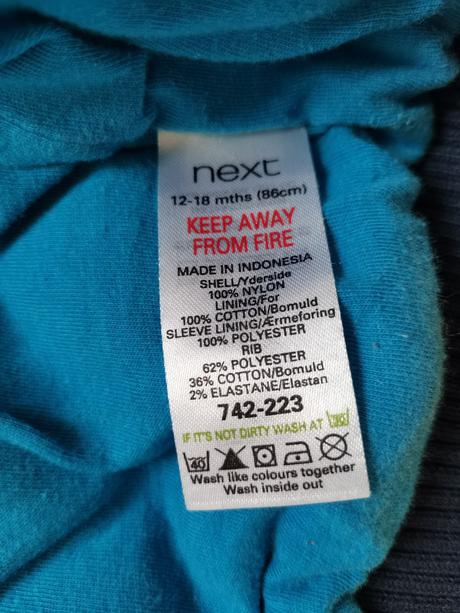 next
12-18 mths (86cm)
KEEP AWAY
FROM FIRE
MADE IN INDONESIA
SHELL/Yderside
100% NYLON
LINING/For
100% COTTON/Bomuld
SLEEVE LINING/Ærmeforing
100% POLYESTER
RIB
62% POLYESTER
36% COTTON/Bomuld
2% ELASTANE/Elastan
742-223
IF IT'S NOT DIRTY WASH AT 30
40
Wash like colours together
Wash inside out